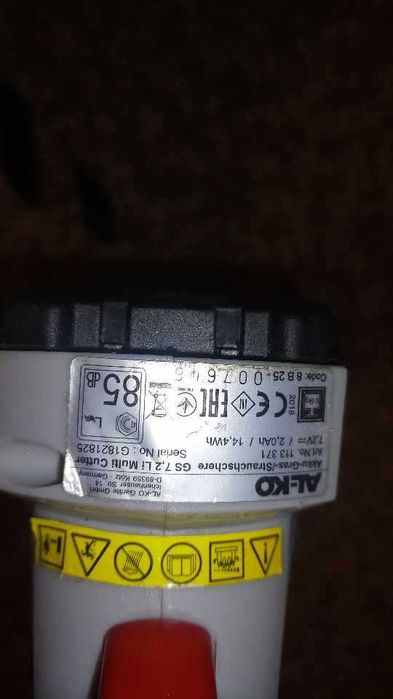 AL-KO
AL-KO Geräte GmbH
Ichenhauser Str. 14
D-89359 Kötz Germany
Akku-Gras-/Strauchschere GS 7,2 Li Multi Cutter
Art.No. 113 371 Serial No.: G1821825
7,2V / 2,0Ah / 14,4Wh
2018
CE
EAC
LWA
85
dB
Code: 8 B 25